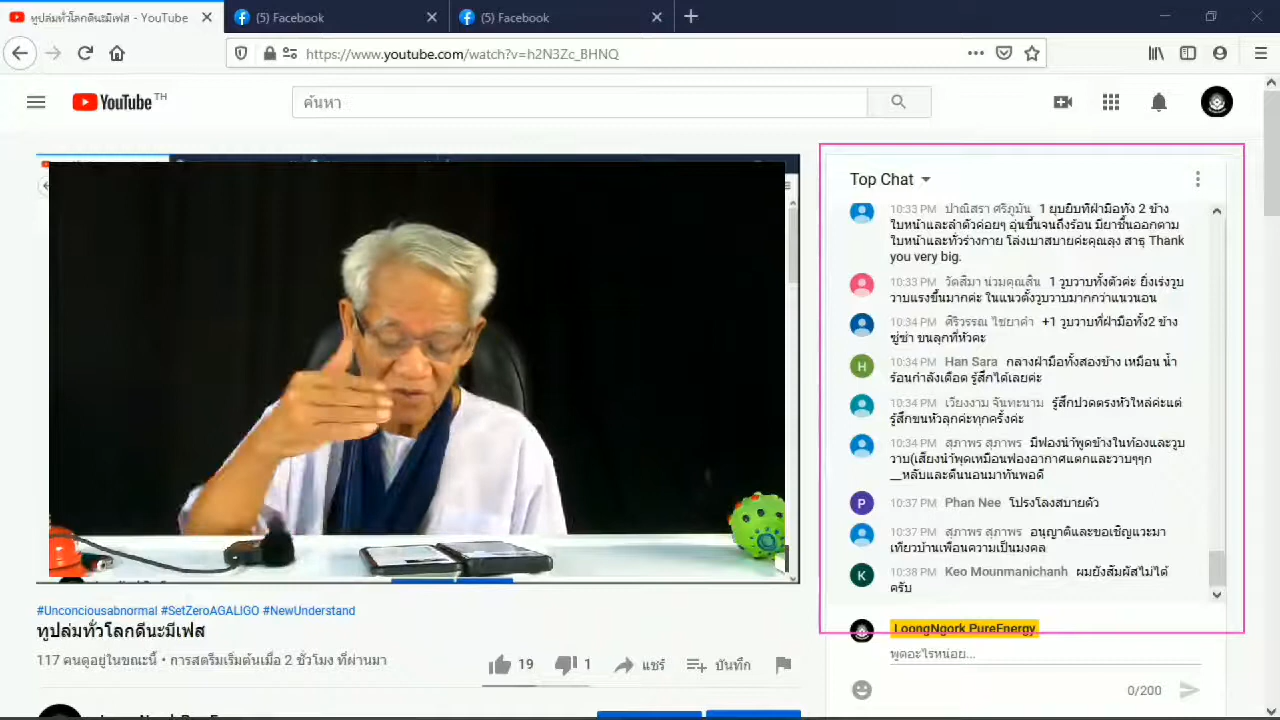 ทูปล่มทั่วโลกดีนะมีเฟส - YouTube
(5) Facebook
(5) Facebook
https://www.youtube.com/watch?v=h2N3Zc_BHNQ
YouTube TH
ค้นหา
Top Chat
10:33 PM ปาณิสรา ศรีภูมัน 1 ยุบยิบที่ฝ่ามือทั้ง 2 ข้าง
ใบหน้าและลำตัวค่อยๆ อุ่นขึ้นจนถึงร้อน มียาซึ้นออกตาม
ใบหน้าและทั่วร่างกาย โล่งเบาสบายค่ะคุณลุง สาธุ Thank
you very big.
10:33 PM วัดสิมา น่วมคุณสิน 1 วูบวาบทั้งตัวค่ะ ยิ่งเร่งวูบ
วาบแรงขึ้นมากค่ะ ในแนวตั้งวูบวาบมากกว่าแนวนอน
10:34 PM ศิริวรรณ ไชยาคำ +1 วูบวาบที่ฝ่ามือทั้ง2 ข้าง
ซู่ซ่า ขนลุกที่หัวคะ
H
10:34 PM Han Sara กลางฝ่ามือทั้งสองข้าง เหมือน น้ำ
ร้อนกำลังเดือด รู้สึกได้เลยค่ะ
10:34 PM เวียงงาม จันทะนาม รู้สึกปวดตรงหัวใหล่ค่ะแต่
รู้สึกขนหัวลุกค่ะทุกครั้งค่ะ
10:34 PM สุภาพร สุภาพร มีฟองน้ำพุดข้างในท้องและวูบ
วาบ(เสียงน้ำพุดเหมือนฟองอากาศแตกและวาบๆๆก
__หลับและตื่นนอนมาทันพอดี
P
10:37 PM Phan Nee โปรงโลงสบายตัว
10:37 PM สุภาพร สุภาพร อนุญาติและขอเชิญแวะมา
เทียวบ้านเพื่อนความเป็นมงคล
K
10:38 PM Keo Mounmanichanh ผมยังสัมผัสไม่ได้
ครับ
LoongNgork PureEnergy
พูดอะไรหน่อย...
0/200
#Unconciousabnormal #SetZeroAGALIGO #NewUnderstand
ทูปล่มทั่วโลกดีนะมีเฟส
117 คนดูอยู่ในขณะนี้ • การสตรีมเริ่มต้นเมื่อ 2 ชั่วโมง ที่ผ่านมา
19 1 แชร์ บันทึก